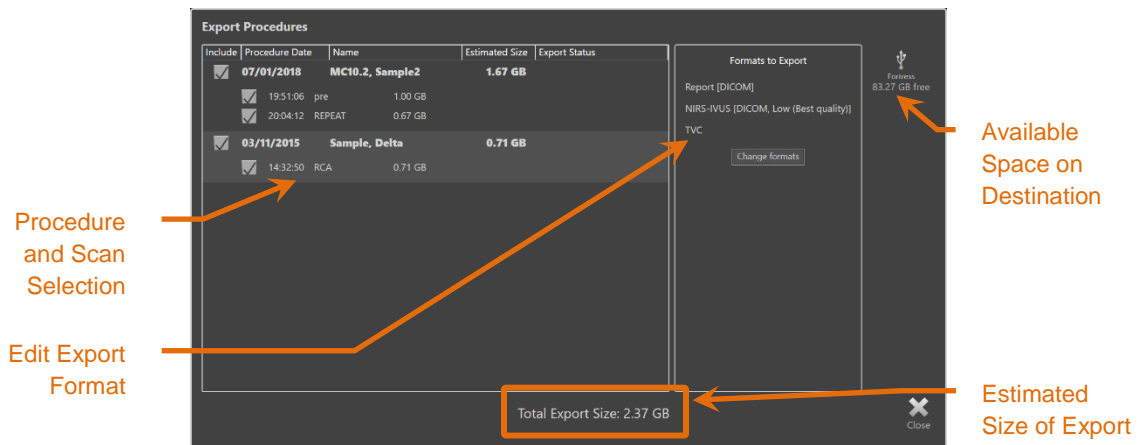 Export Procedures
Include Procedure Date Name Estimated Size Export Status
07/01/2018 MC10.2, Sample2 1.67 GB
19:51:06 pre 1.00 GB
20:04:12 REPEAT 0.67 GB
03/11/2015 Sample, Delta 0.71 GB
14:32:50 RCA 0.71 GB
Formats to Export
Report [DICOM]
NIRS-IVUS [DICOM, Low (Best quality)]
TVC
Change formats
Fortress
83.27 GB free
Available
Space on
Destination
Procedure
and Scan
Selection
Edit Export
Format
Total Export Size: 2.37 GB
Close
Estimated
Size of Export